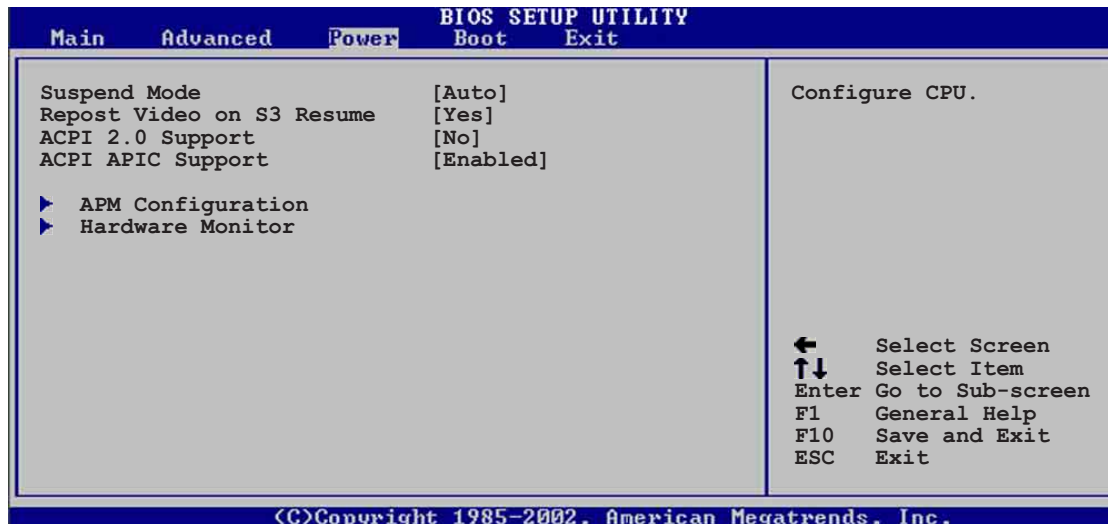 BIOS SETUP UTILITY
Main Advanced Power Boot Exit
Suspend Mode [Auto]
Repost Video on S3 Resume [Yes]
ACPI 2.0 Support [No]
ACPI APIC Support [Enabled]
APM Configuration
Hardware Monitor
Configure CPU.
← Select Screen
↑↓ Select Item
Enter Go to Sub-screen
F1 General Help
F10 Save and Exit
ESC Exit
(C)Copyright 1985-2002, American Megatrends, Inc.